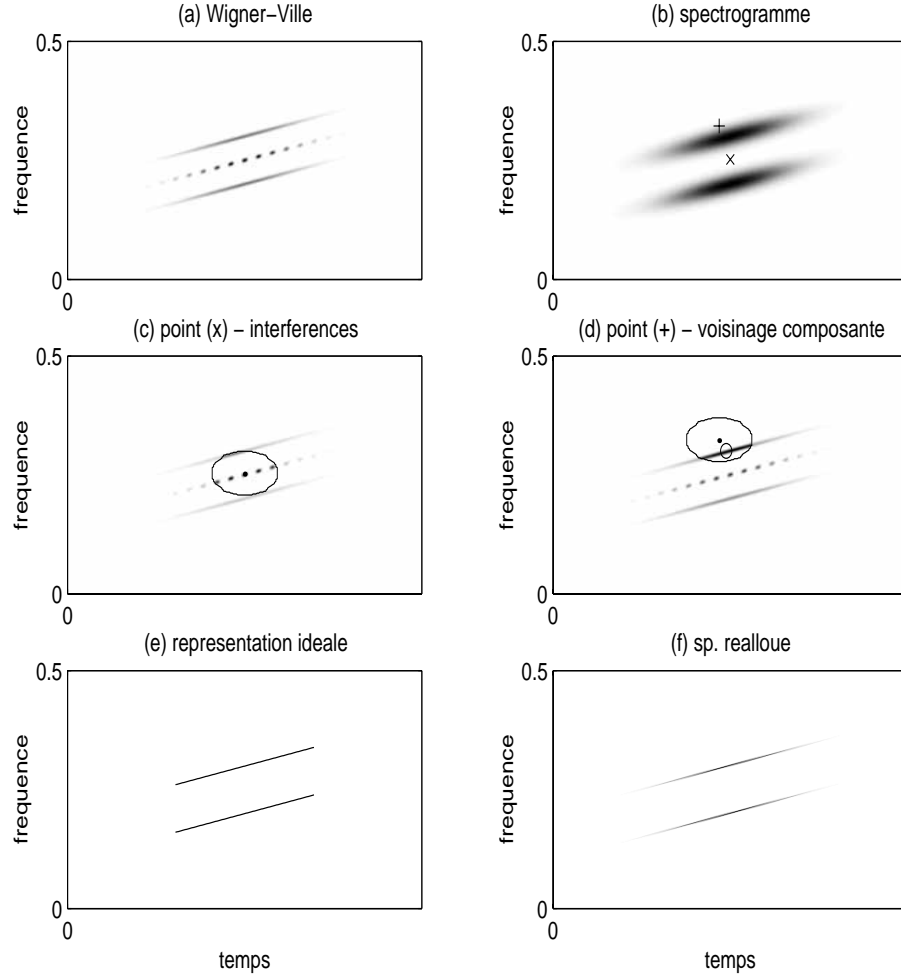 (a) Wigner–Ville
(b) spectrogramme
0.5
frequence
0
0
0.5
frequence
0
0
(c) point (x) – interferences
(d) point (+) – voisinage composante
0.5
frequence
0
0
0.5
frequence
0
0
(e) representation ideale
(f) sp. realloue
0.5
frequence
0
0
temps
0.5
frequence
0
0
temps